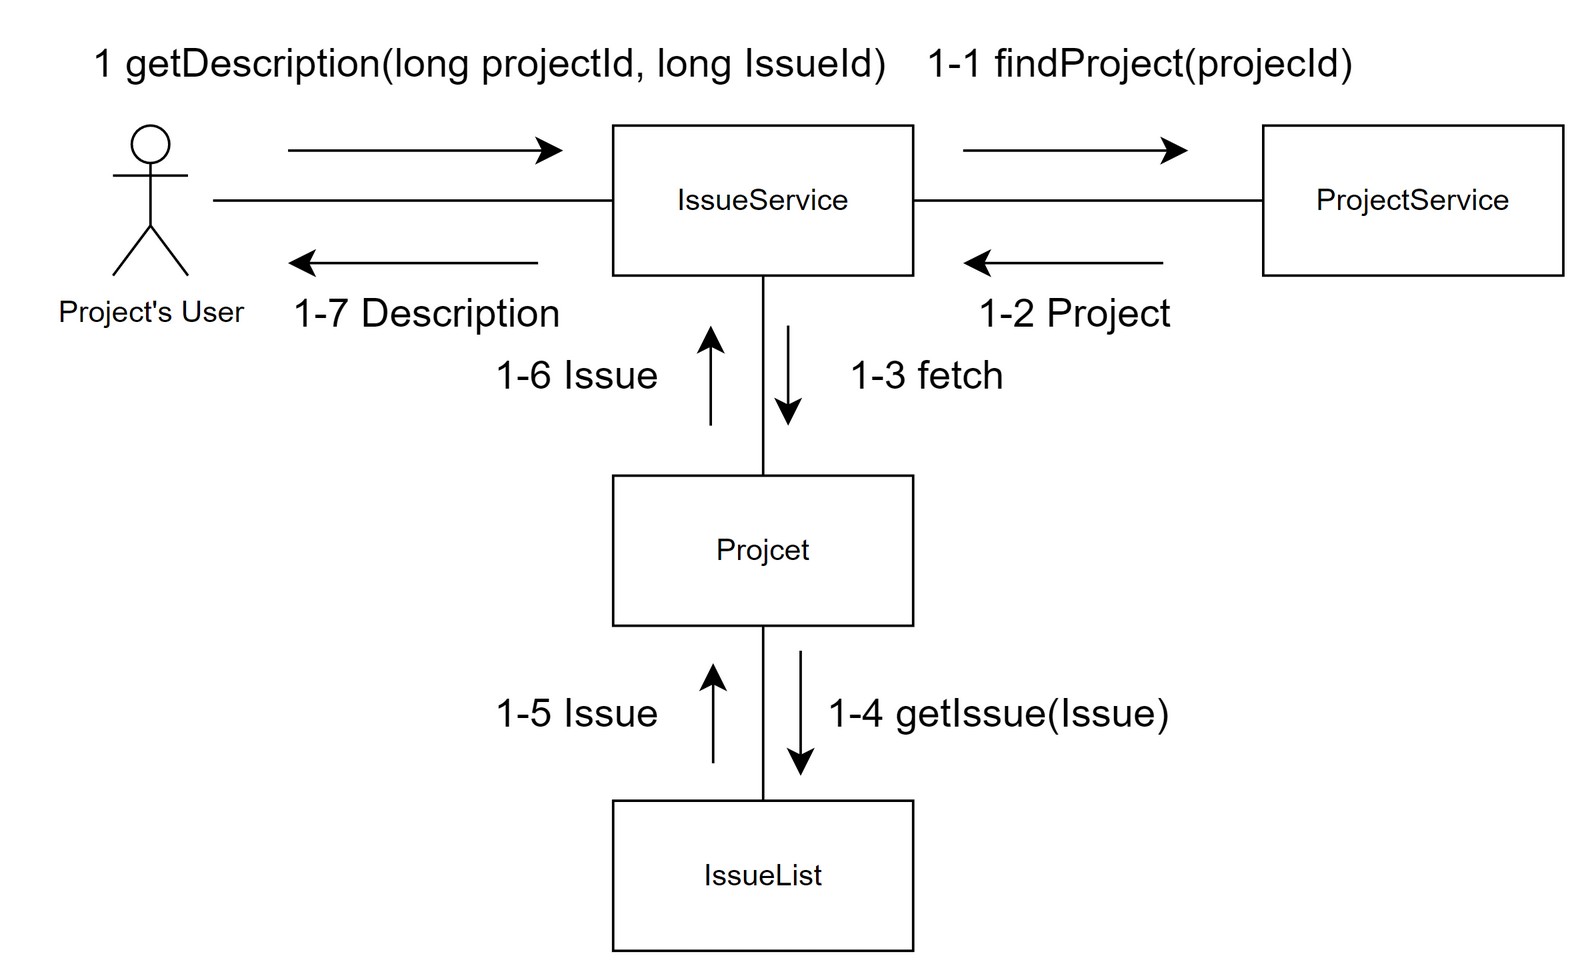 1 getDescription(long projectId, long IssueId)
1-1 findProject(projecId)
IssueService
ProjectService
Project's User
1-7 Description
1-2 Project
1-6 Issue
1-3 fetch
Projcet
1-5 Issue
1-4 getIssue(Issue)
IssueList